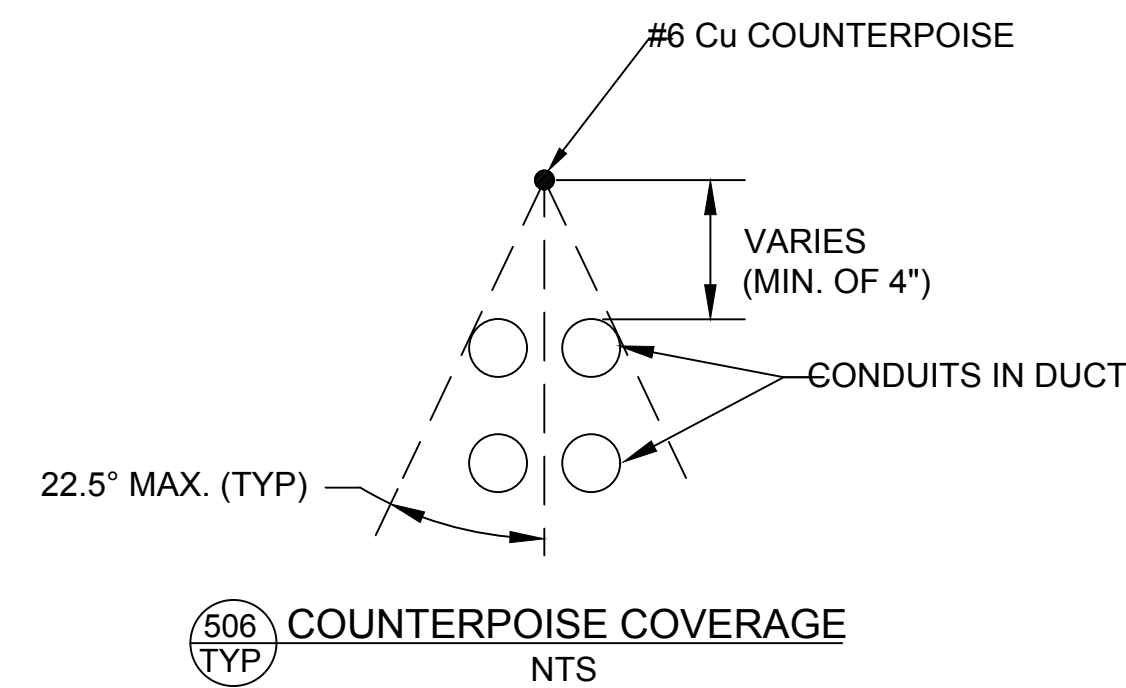 #6 Cu COUNTERPOISE
VARIES
(MIN. OF 4")
CONDUITS IN DUCT
22.5° MAX. (TYP)
506
TYP
COUNTERPOISE COVERAGE
NTS